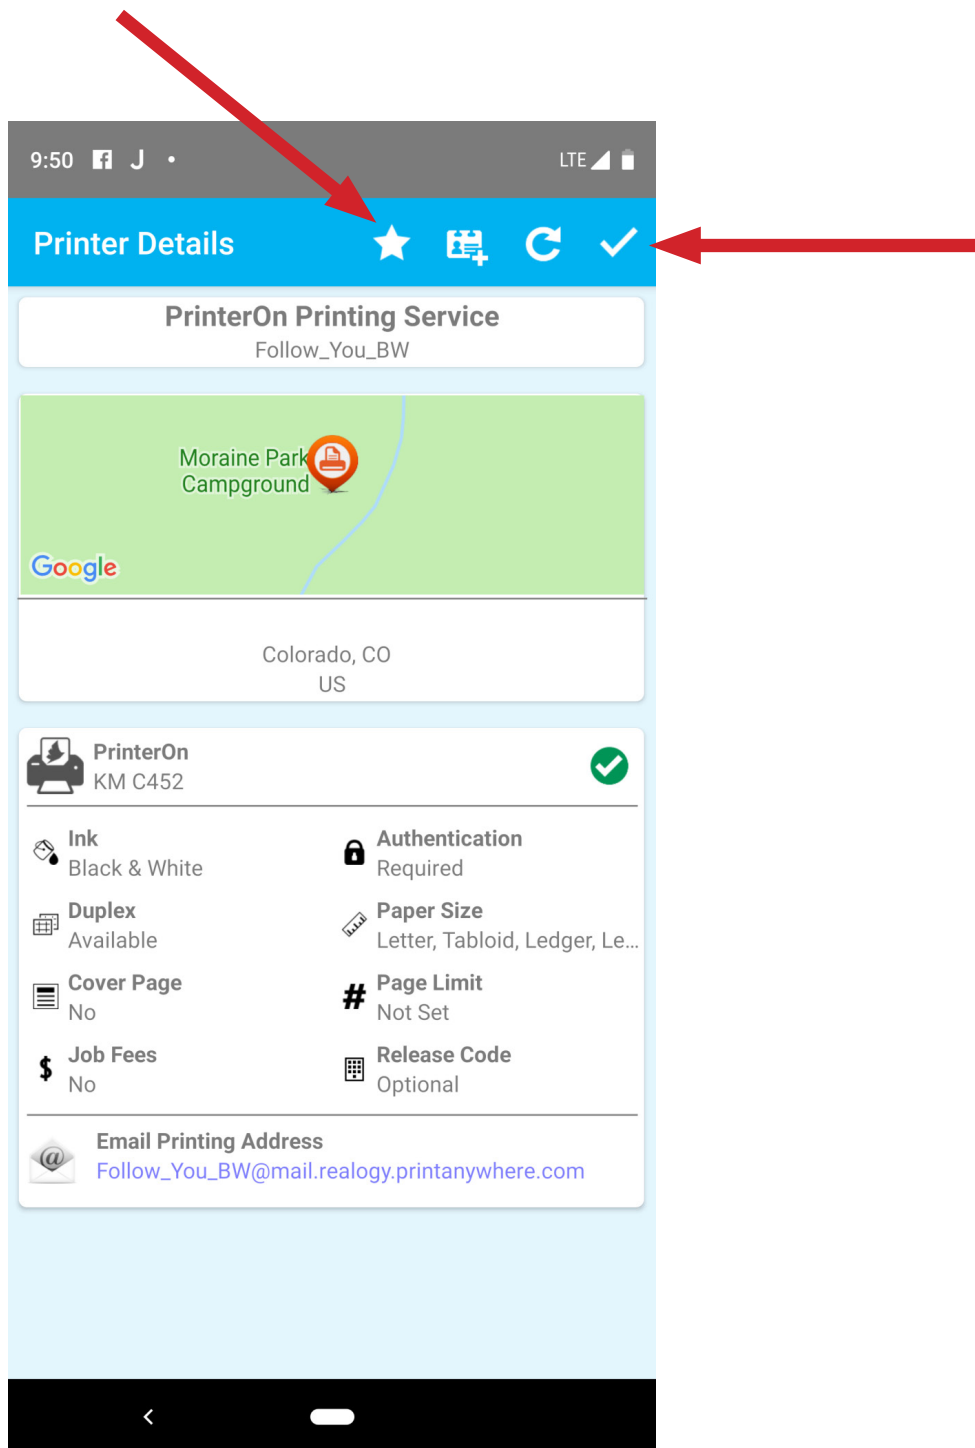 9:50 J LTE
Printer Details
PrinterOn Printing Service
Follow_You_BW
Moraine Park
Campground
Google
Colorado, CO
US
PrinterOn
KM C452
Ink
Black & White
Authentication
Required
Duplex
Available
Paper Size
Letter, Tabloid, Ledger, Le...
Cover Page
No
# Page Limit
Not Set
$ Job Fees
No
Release Code
Optional
Email Printing Address
Follow_You_BW@mail.realogy.printanywhere.com